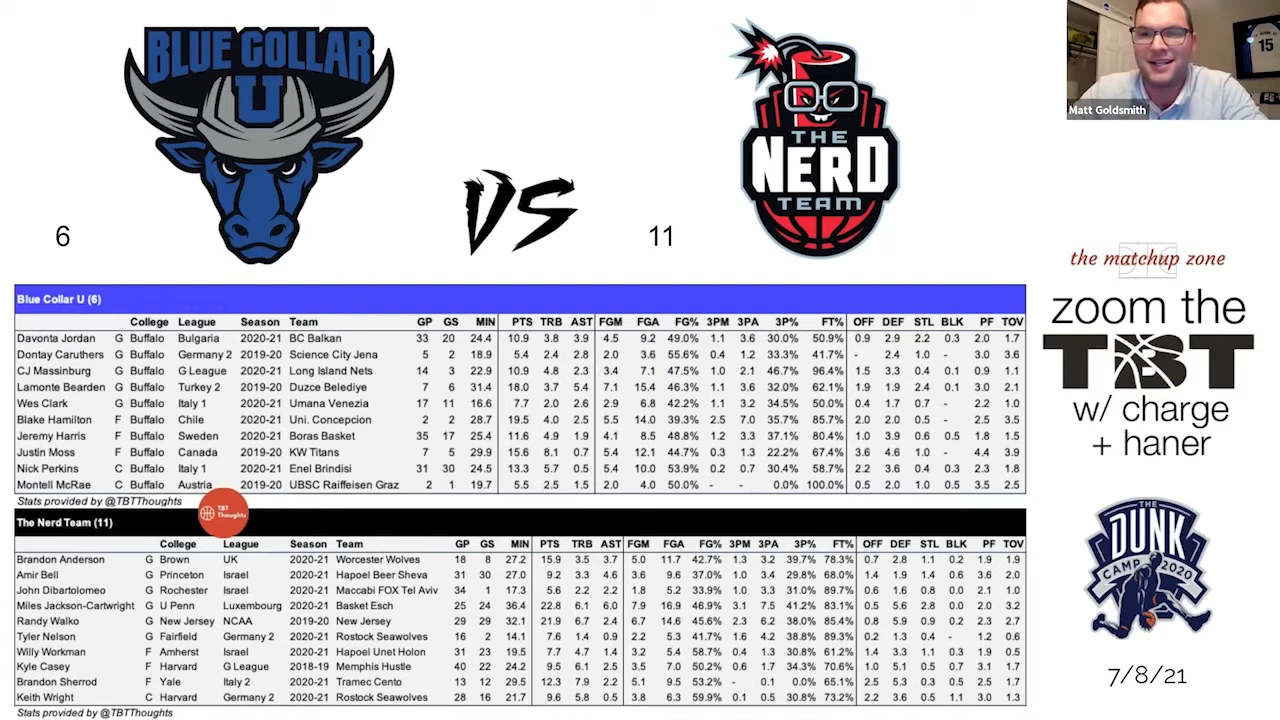 BLUE COLLAR
U
6
VS
THE
NERD
TEAM
11
15
Matt Goldsmith
the matchup zone
zoom the
TBT
w/ charge
+ haner
THE
DUNK
CAMP 2020
7/8/21
Blue Collar U (6)
College League Season Team GP GS MIN PTS TRB AST FGM FGA FG% 3PM 3PA 3P% FT% OFF DEF STL BLK PF TOV
Davonta Jordan G Buffalo Bulgaria 2020-21 BC Balkan 33 20 24.4 10.9 3.8 3.9 4.5 9.2 49.0% 1.1 3.6 30.0% 50.9% 0.9 2.9 2.2 0.3 2.0 1.7
Dontay Caruthers G Buffalo Germany 2 2019-20 Science City Jena 5 2 18.9 5.4 2.4 2.8 2.0 3.6 55.6% 0.4 1.2 33.3% 41.7% - 2.4 1.0 - 3.0 3.6
CJ Massinburg G Buffalo G League 2020-21 Long Island Nets 14 3 22.9 10.9 4.8 2.3 3.4 7.1 47.5% 1.0 2.1 46.7% 96.4% 1.5 3.3 0.4 0.1 0.9 1.1
Lamonte Bearden G Buffalo Turkey 2 2019-20 Duzce Belediye 7 6 31.4 18.0 3.7 5.4 7.1 15.4 46.3% 1.1 3.6 32.0% 62.1% 1.9 1.9 2.4 0.1 3.0 2.1
Wes Clark G Buffalo Italy 1 2020-21 Umana Venezia 17 11 16.6 7.7 2.0 2.6 2.9 6.8 42.2% 1.1 3.2 34.5% 50.0% 0.4 1.7 0.7 - 2.2 1.0
Blake Hamilton F Buffalo Chile 2020-21 Uni. Concepcion 2 2 28.7 19.5 4.0 2.5 5.5 14.0 39.3% 2.5 7.0 35.7% 85.7% 2.0 2.0 0.5 - 2.5 3.5
Jeremy Harris F Buffalo Sweden 2020-21 Boras Basket 35 17 25.4 11.6 4.9 1.9 4.1 8.5 48.8% 1.2 3.3 37.1% 80.4% 1.0 3.9 0.6 0.5 1.8 1.5
Justin Moss F Buffalo Canada 2019-20 KW Titans 7 5 29.9 15.6 8.1 0.7 5.4 12.1 44.7% 0.3 1.3 22.2% 67.4% 3.6 4.6 1.0 - 4.4 3.9
Nick Perkins C Buffalo Italy 1 2020-21 Enel Brindisi 31 30 24.5 13.3 5.7 0.5 5.4 10.0 53.9% 0.2 0.7 30.4% 58.7% 2.2 3.6 0.4 0.3 2.3 1.8
Montell McRae C Buffalo Austria 2019-20 UBSC Raiffeisen Graz 2 1 19.7 5.5 2.5 1.5 2.0 4.0 50.0% - - 0.0% 100.0% 0.5 2.0 1.0 0.5 3.5 2.5
Stats provided by @TBTThoughts
TBT
Thoughts
The Nerd Team (11)
College League Season Team GP GS MIN PTS TRB AST FGM FGA FG% 3PM 3PA 3P% FT% OFF DEF STL BLK PF TOV
Brandon Anderson G Brown UK 2020-21 Worcester Wolves 18 8 27.2 15.9 3.5 3.7 5.0 11.7 42.7% 1.3 3.2 39.7% 78.3% 0.7 2.8 1.1 0.2 1.9 1.9
Amir Bell G Princeton Israel 2020-21 Hapoel Beer Sheva 31 30 27.0 9.2 3.3 4.6 3.6 9.6 37.0% 1.0 3.4 29.8% 68.0% 1.4 1.9 1.4 0.6 3.6 2.0
John Dibartolomeo G Rochester Israel 2020-21 Maccabi FOX Tel Aviv 34 1 17.3 5.6 2.2 2.2 1.8 5.2 33.9% 1.0 3.3 31.0% 89.7% 0.6 1.6 0.8 0.0 2.1 1.0
Miles Jackson-Cartwright G U Penn Luxembourg 2020-21 Basket Esch 25 24 36.4 22.8 6.1 6.0 7.9 16.9 46.9% 3.1 7.5 41.2% 83.1% 0.5 5.6 2.8 0.0 2.0 3.2
Randy Walko G New Jersey NCAA 2019-20 New Jersey 29 29 32.1 21.9 6.7 2.4 6.7 14.6 45.6% 2.3 6.2 38.0% 85.4% 0.8 5.9 0.9 0.2 2.3 2.7
Tyler Nelson G Fairfield Germany 2 2020-21 Rostock Seawolves 16 2 14.1 7.6 1.4 0.9 2.2 5.3 41.7% 1.6 4.2 38.8% 89.3% 0.2 1.3 0.4 - 1.2 0.6
Willy Workman F Amherst Israel 2020-21 Hapoel Unet Holon 31 23 19.5 7.7 4.7 1.4 3.2 5.4 58.7% 0.4 1.3 30.8% 61.2% 1.4 3.3 1.1 0.3 1.9 0.5
Kyle Casey F Harvard G League 2018-19 Memphis Hustle 40 22 24.2 9.5 6.1 2.5 3.5 7.0 50.2% 0.6 1.7 34.3% 70.6% 1.0 5.1 0.5 0.7 3.1 1.7
Brandon Sherrod F Yale Italy 2 2020-21 Tramec Cento 13 12 29.5 12.3 7.9 2.2 5.1 9.5 53.2% - 0.1 0.0% 65.1% 2.5 5.3 0.3 0.5 2.5 1.7
Keith Wright C Harvard Germany 2 2020-21 Rostock Seawolves 28 16 21.7 9.6 5.8 0.5 3.8 6.3 59.9% 0.1 0.5 30.8% 73.2% 2.2 3.6 0.5 1.1 3.0 1.3
Stats provided by @TBTThoughts